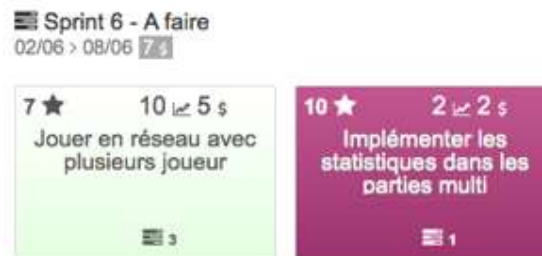 Sprint 6 - A faire
02/06 > 08/06 7 $
7 ★ 10 5 $
Jouer en réseau avec
plusieurs joueur
3
10 ★ 2 2 $
Implémenter les
statistiques dans les
parties multi
1